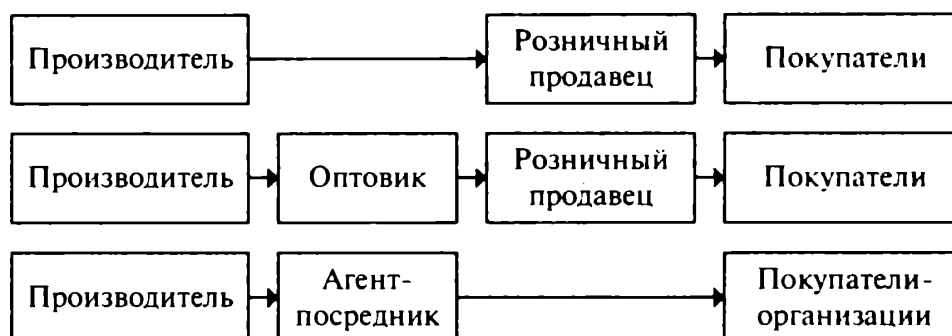 Производитель
Розничный
продавец
Покупатели
Производитель
Оптовик
Розничный
продавец
Покупатели
Производитель
Агент-
посредник
Покупатели-
организации